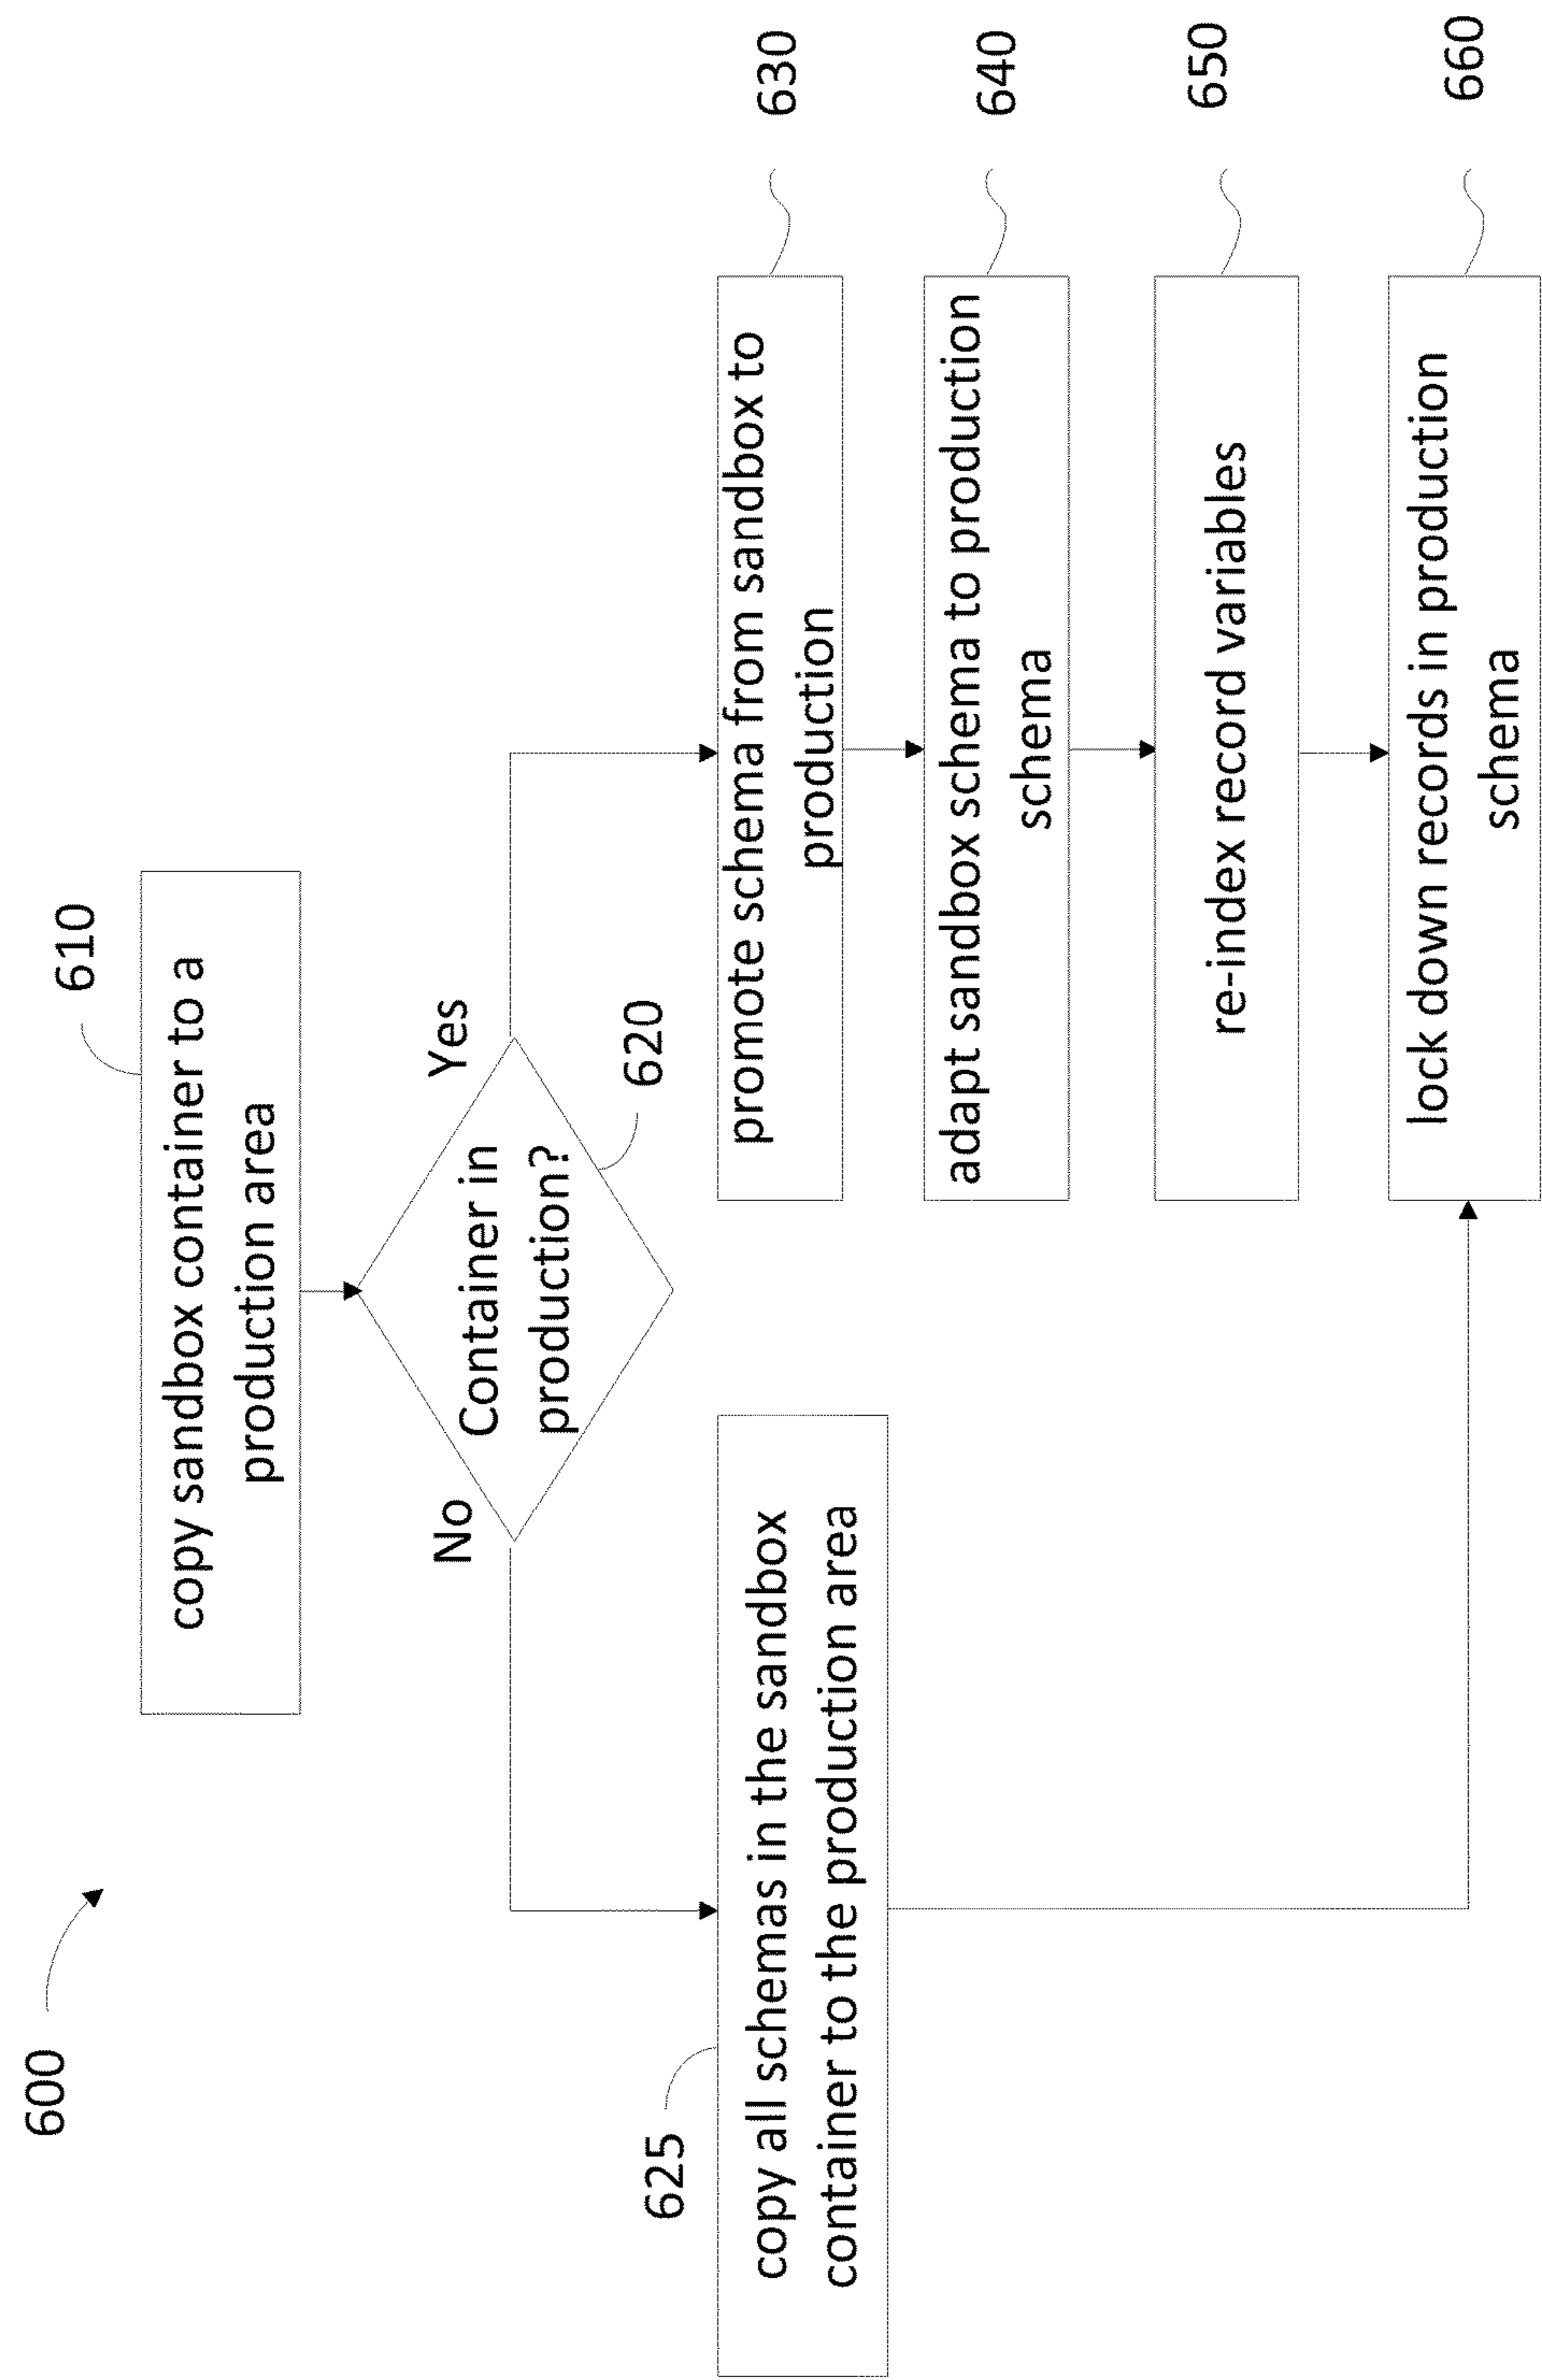 600
610
copy sandbox container to a
production area
No
Yes
Container in
production?
620
625
copy all schemas in the sandbox
container to the production area
promote schema from sandbox to
production
630
adapt sandbox schema to production
schema
640
re-index record variables
650
lock down records in production
schema
660